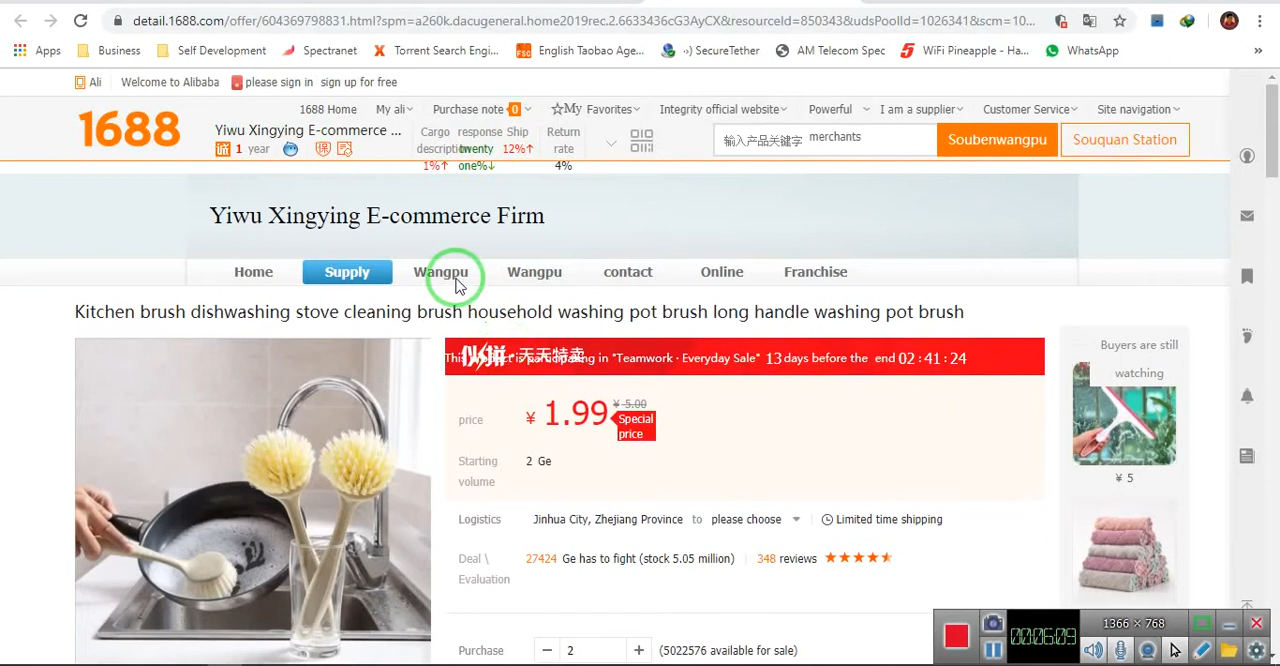 detail.1688.com/offer/604369798831.html?spm=a260k.dacugeneral.home2019rec.2.6633436cG3AyCX&resourceId=850343&udsPoolId=1026341&scm=10...
Apps Business Self Development Spectranet Torrent Search Engi... English Taobao Age... :-) SecureTether AM Telecom Spec WiFi Pineapple - Ha... WhatsApp »
Ali Welcome to Alibaba please sign in sign up for free
1688 Home My ali Purchase note 0 My Favorites Integrity official website Powerful I am a supplier Customer Service Site navigation
1688
Yiwu Xingying E-commerce ...
1 year
Cargo description 1%↑
response twenty one%↓
Ship 12%↑
Return rate 4%
输入产品关键字 merchants
Soubenwangpu Souquan Station
Yiwu Xingying E-commerce Firm
Home Supply Wangpu Wangpu contact Online Franchise
Kitchen brush dishwashing stove cleaning brush household washing pot brush long handle washing pot brush
伙拼·天天特卖
participating in "Teamwork · Everyday Sale" 13 days before the end 02 : 41 : 24
price ¥ 1.99 ¥ 5.00 Special price
Starting volume 2 Ge
Logistics Jinhua City, Zhejiang Province to please choose Limited time shipping
Deal \ Evaluation 27424 Ge has to fight (stock 5.05 million) 348 reviews
Purchase − 2 + (5022576 available for sale)
Buyers are still watching
¥ 5
1366 × 768
00:06:09